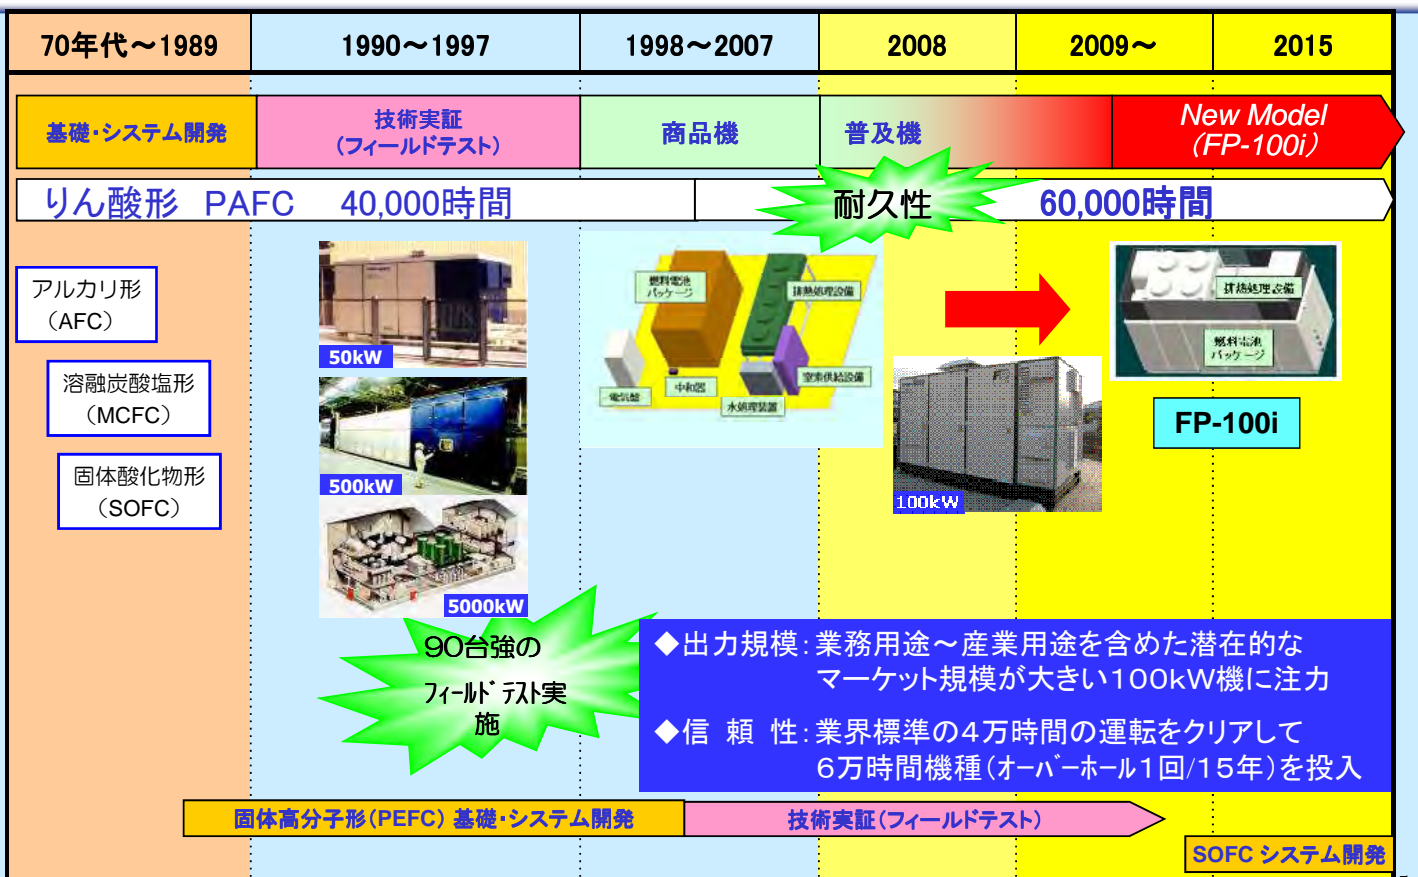 70年代～1989
1990～1997
1998～2007
2008
2009～
2015
基礎・システム開発
技術実証
(フィールドテスト)
商品機
普及機
New Model
(FP-100i)
りん酸形 PAFC 40,000時間
耐久性
60,000時間
アルカリ形
(AFC)
溶融炭酸塩形
(MCFC)
固体酸化物形
(SOFC)
50kW
500kW
5000kW
燃料電池
パッケージ
排熱処理設備
電気盤
中和器
水処理装置
窒素供給設備
100kW
排熱処理設備
燃料電池
パッケージ
FP-100i
90台強の
フィールドテスト実
施
◆出力規模：業務用途～産業用途を含めた潜在的な
マーケット規模が大きい100kW機に注力
◆信 頼 性：業界標準の4万時間の運転をクリアして
6万時間機種(オーバーホール1回/15年)を投入
固体高分子形(PEFC) 基礎・システム開発
技術実証(フィールドテスト)
SOFC システム開発